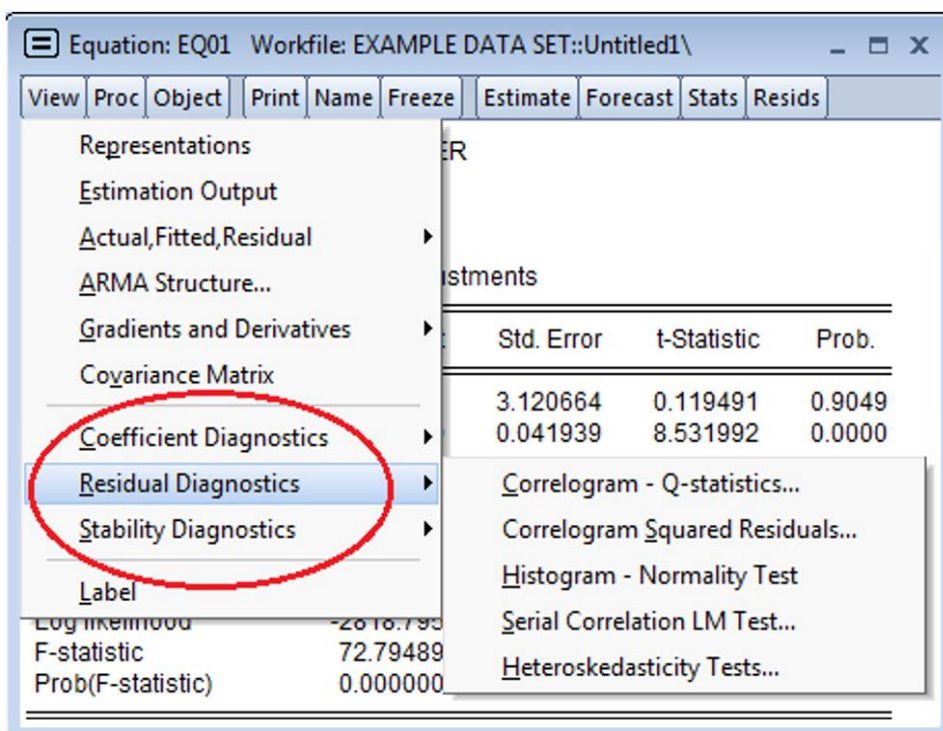 Equation: EQ01 Workfile: EXAMPLE DATA SET::Untitled1\
View Proc Object Print Name Freeze Estimate Forecast Stats Resids
Representations
Estimation Output
Actual,Fitted,Residual
ARMA Structure...
Gradients and Derivatives
Covariance Matrix
Coefficient Diagnostics
Residual Diagnostics
Stability Diagnostics
Label
ER
stments
Std. Error t-Statistic Prob.
3.120664 0.119491 0.9049
0.041939 8.531992 0.0000
Correlogram - Q-statistics...
Correlogram Squared Residuals...
Histogram - Normality Test
Serial Correlation LM Test...
Heteroskedasticity Tests...
Log likelihood -2818.795
F-statistic 72.79489
Prob(F-statistic) 0.000000